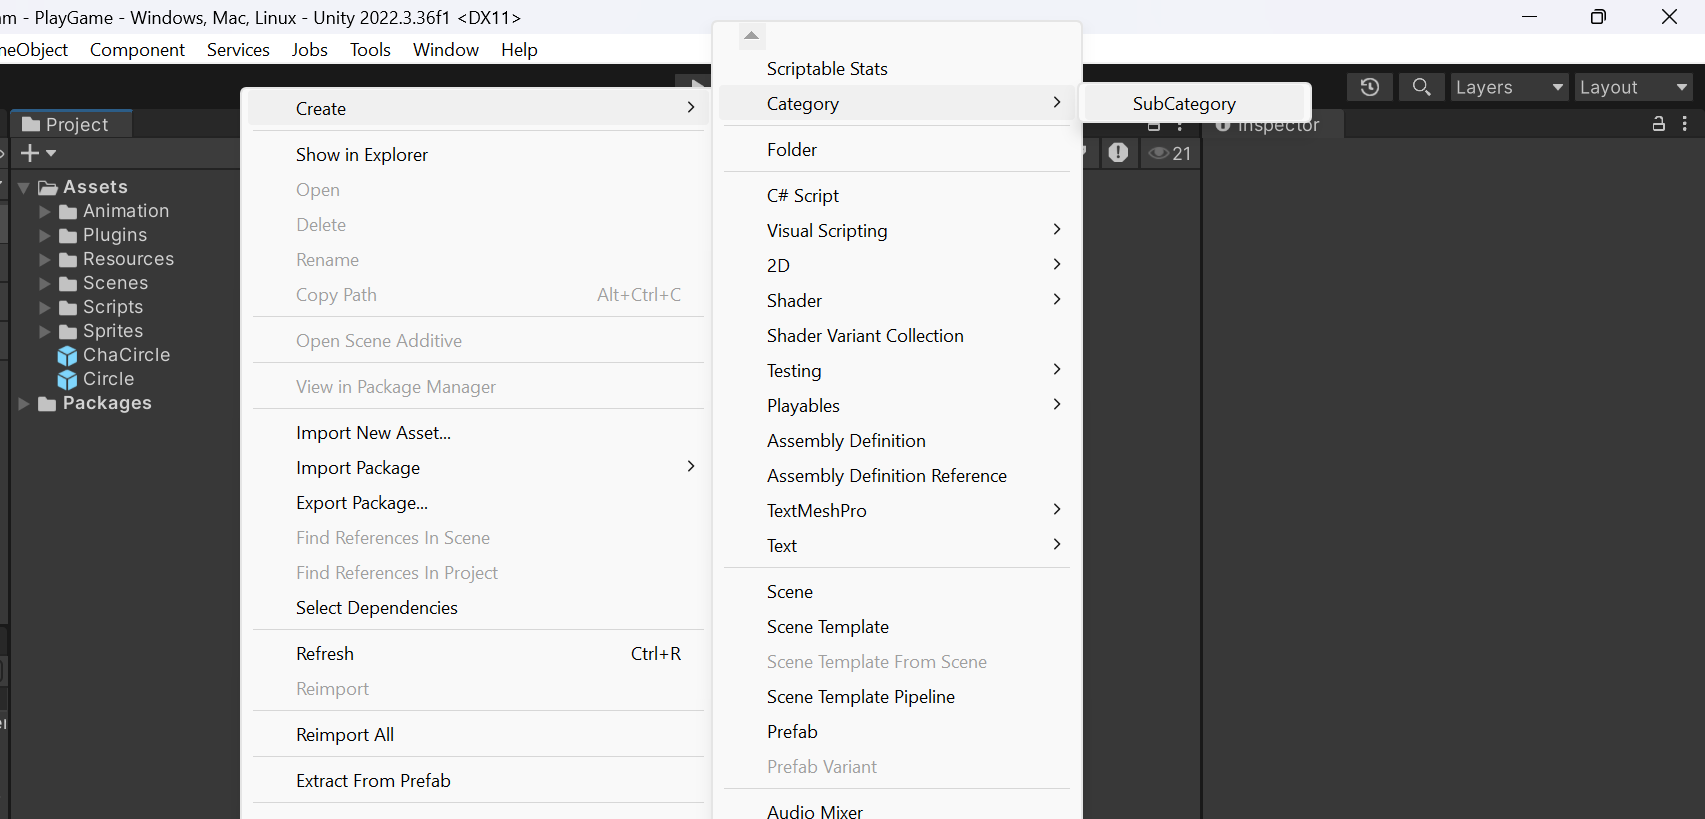 m - PlayGame - Windows, Mac, Linux - Unity 2022.3.36f1 <DX11>
neObject Component Services Jobs Tools Window Help
Layers Layout
Project
Inspector
21
Assets
Animation
Plugins
Resources
Scenes
Scripts
Sprites
ChaCircle
Circle
Packages
Create
Show in Explorer
Open
Delete
Rename
Copy Path Alt+Ctrl+C
Open Scene Additive
View in Package Manager
Import New Asset...
Import Package
Export Package...
Find References In Scene
Find References In Project
Select Dependencies
Refresh Ctrl+R
Reimport
Reimport All
Extract From Prefab
Scriptable Stats
Category
Folder
C# Script
Visual Scripting
2D
Shader
Shader Variant Collection
Testing
Playables
Assembly Definition
Assembly Definition Reference
TextMeshPro
Text
Scene
Scene Template
Scene Template From Scene
Scene Template Pipeline
Prefab
Prefab Variant
Audio Mixer
SubCategory